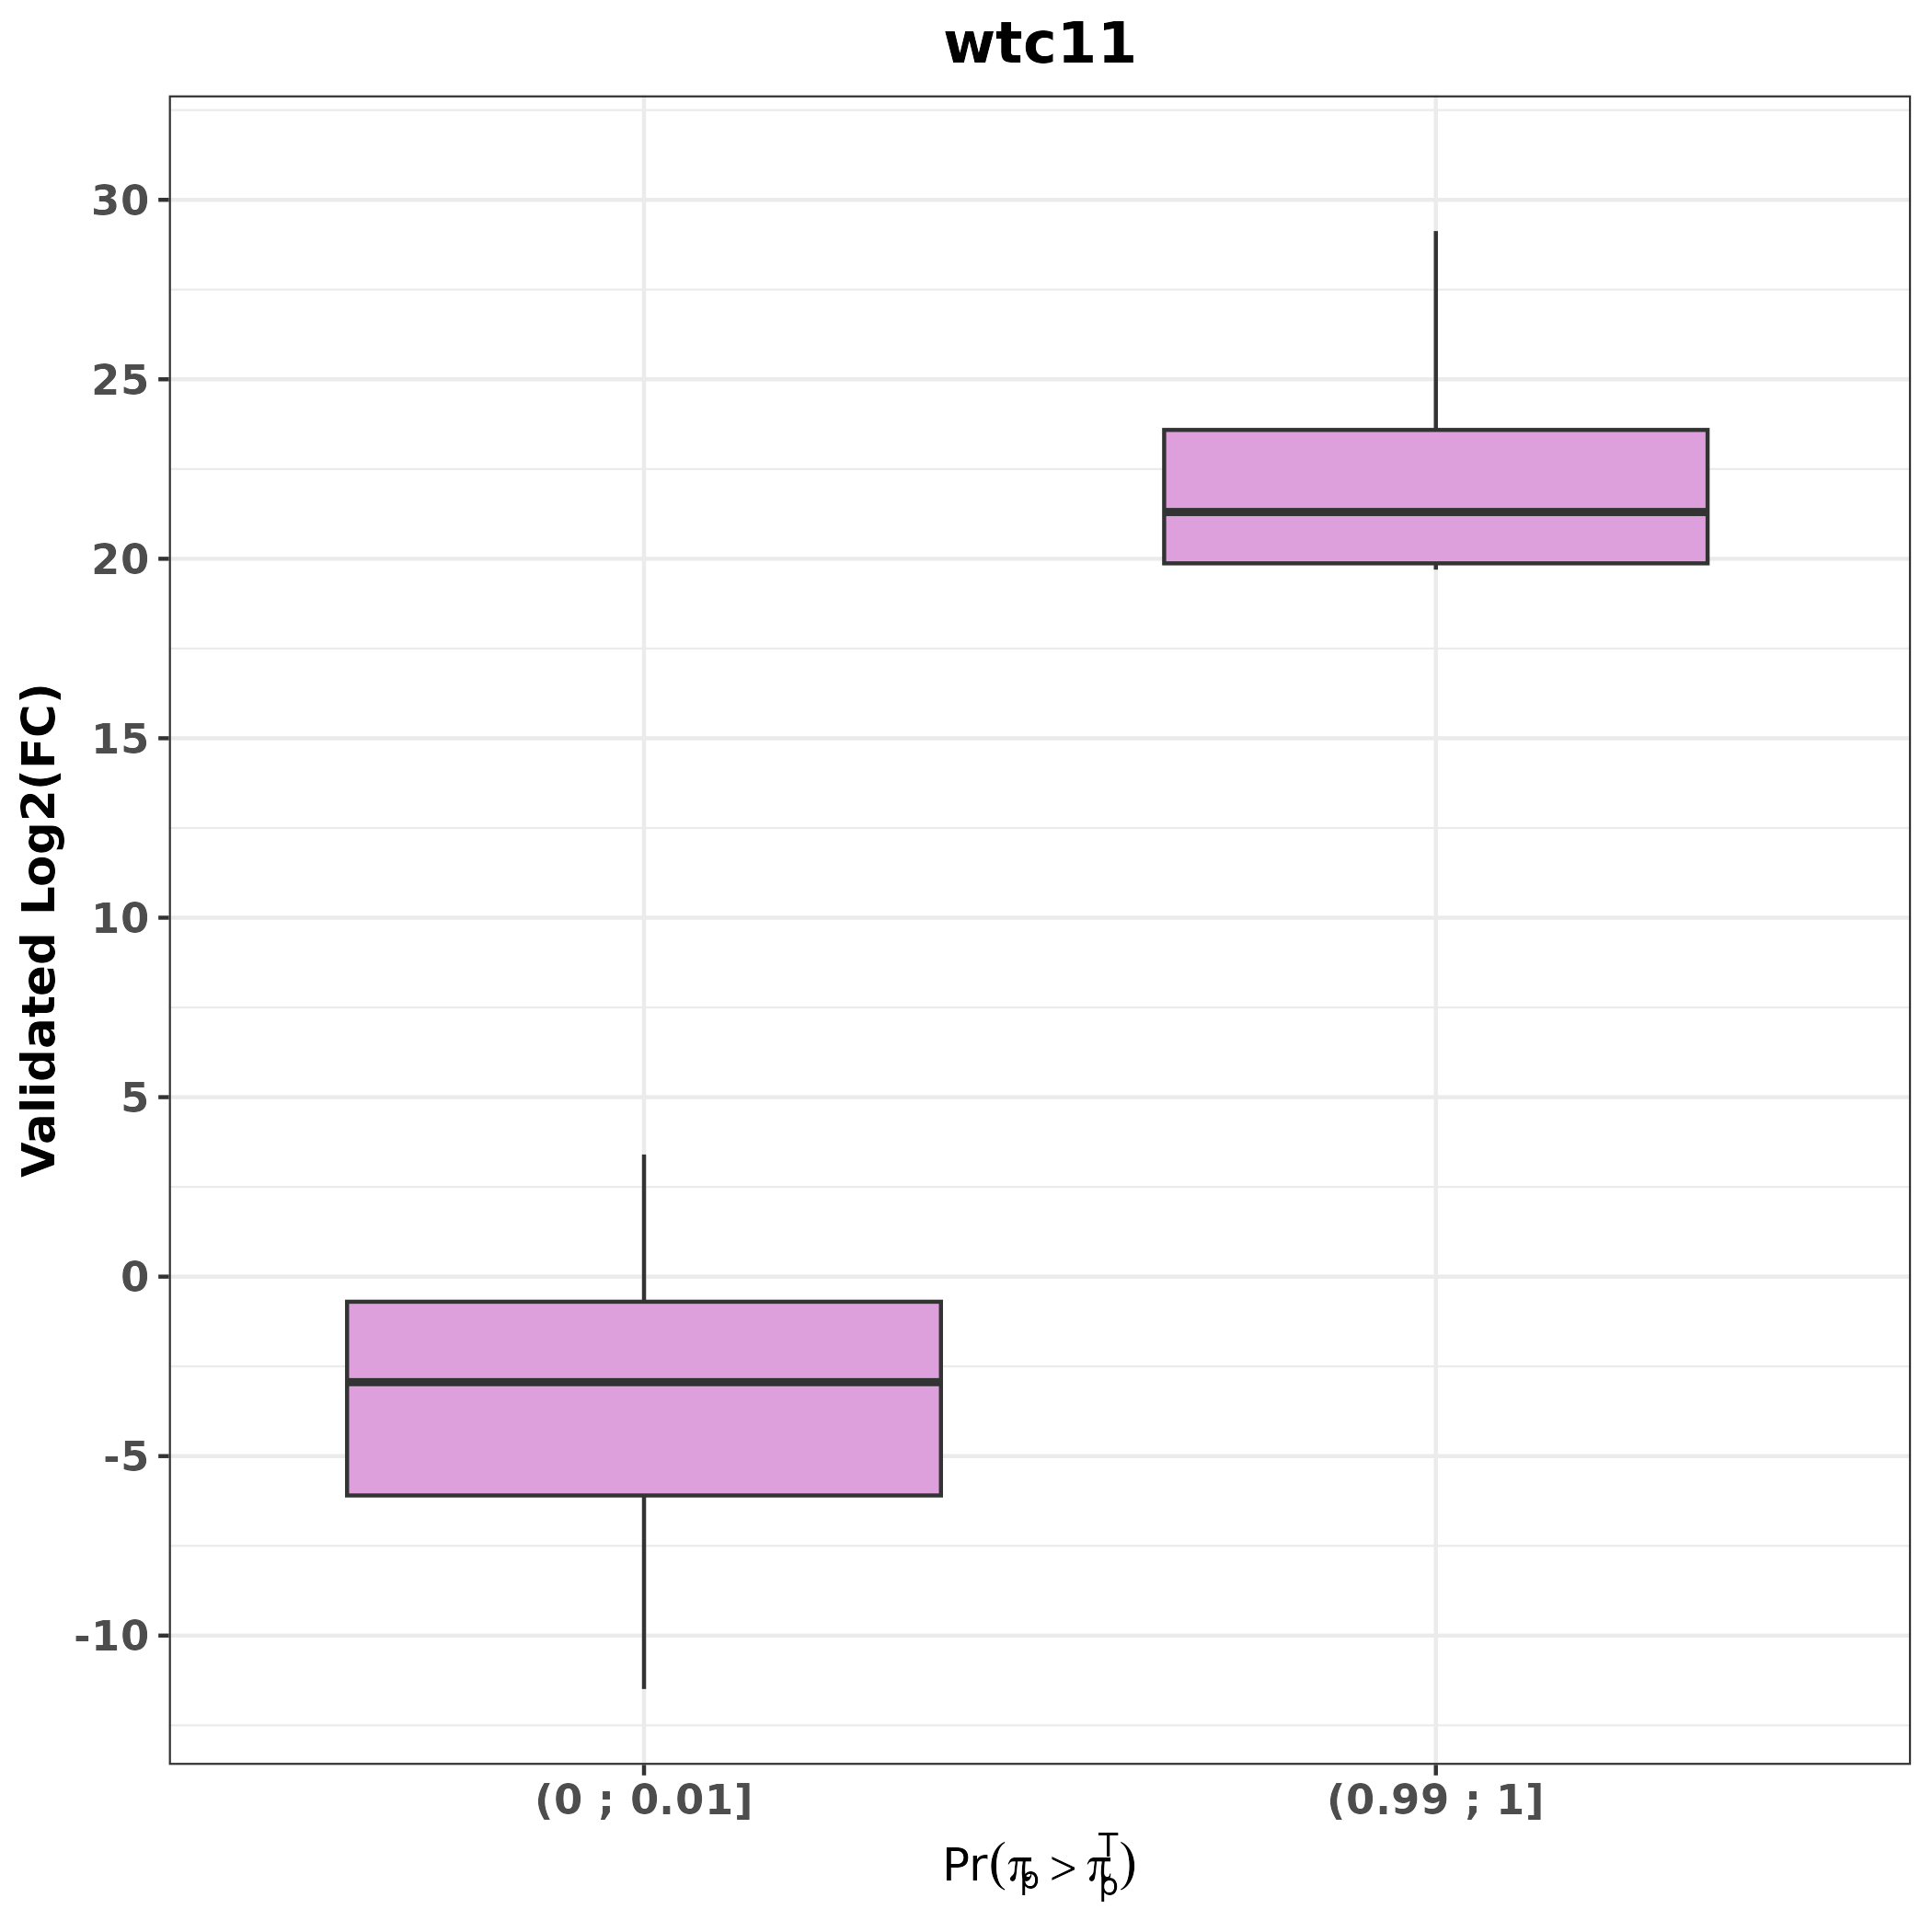 wtc11
Validated Log2(FC)
30
25
20
15
10
5
0
-5
-10
(0 ; 0.01]
(0.99 ; 1]
Pr(πp > πpT)